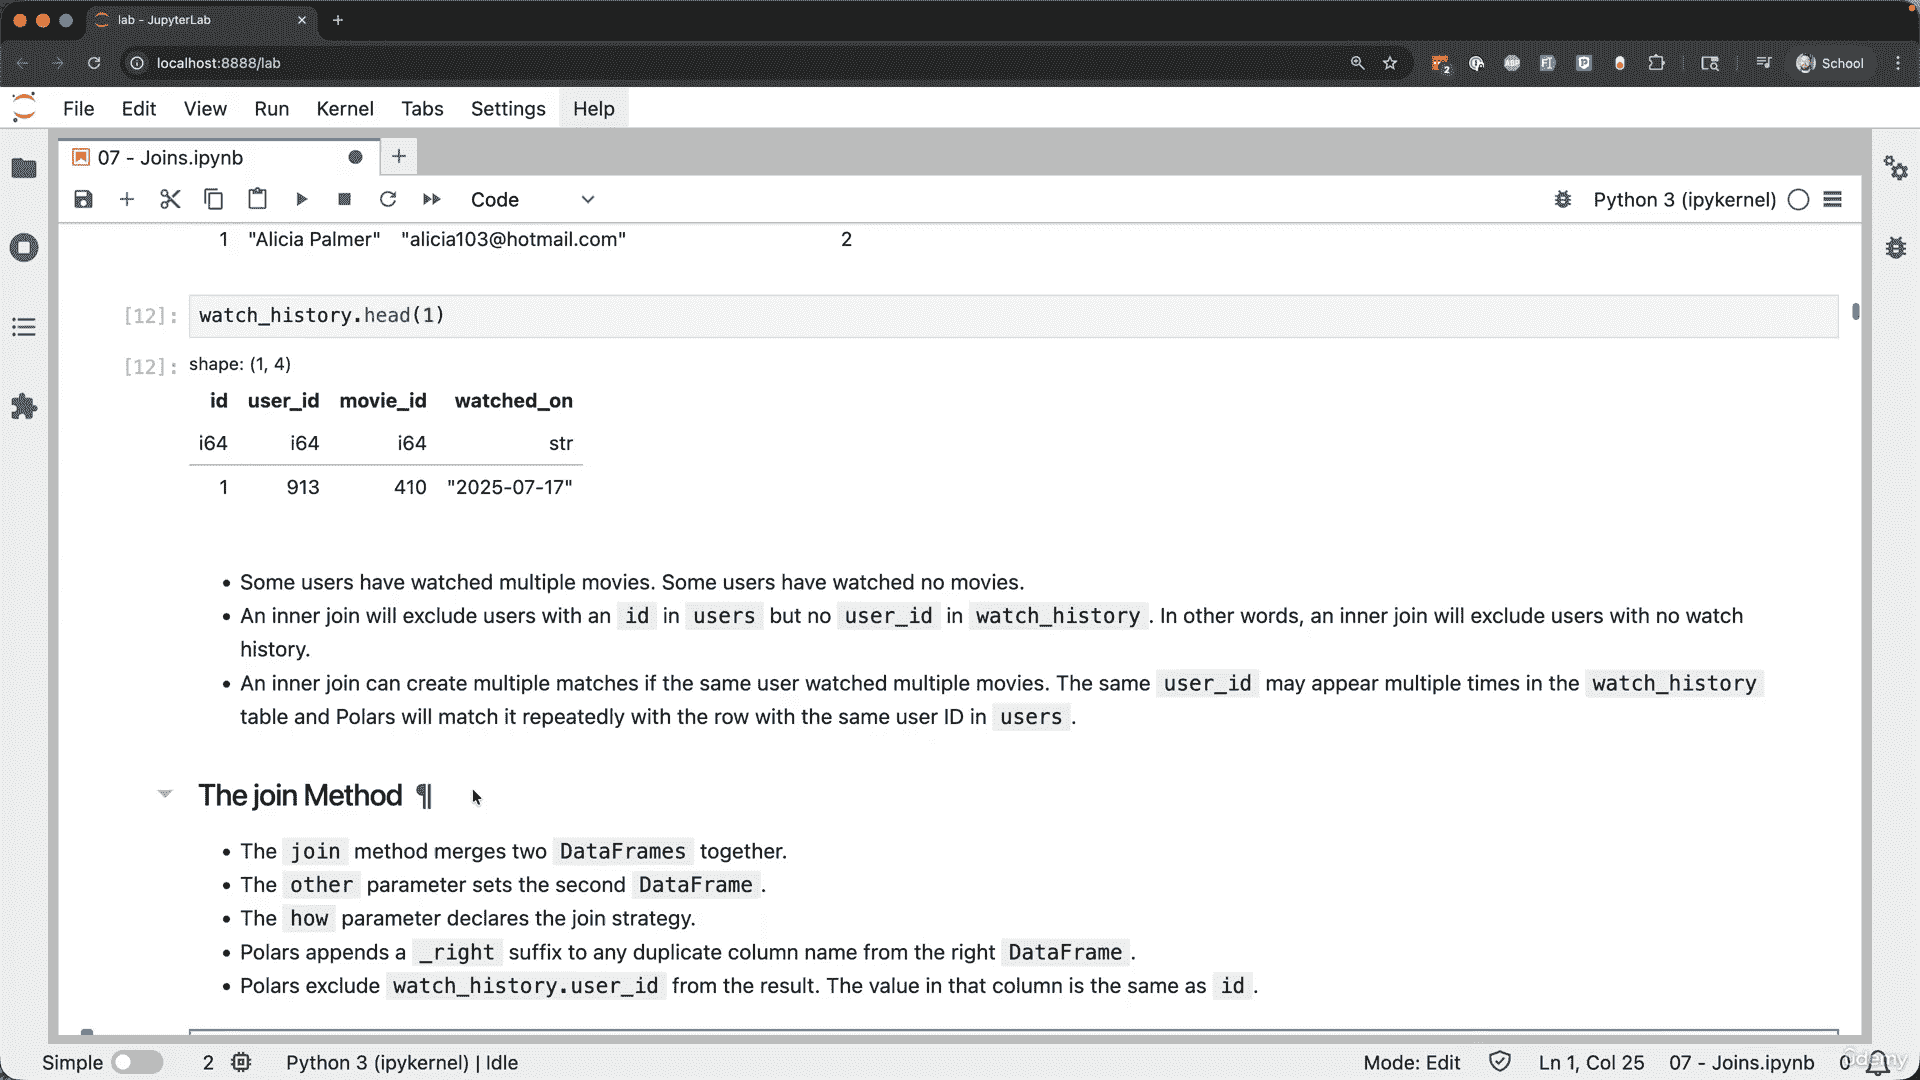 lab - JupyterLab
localhost:8888/lab
2
School
File Edit View Run Kernel Tabs Settings Help
07 - Joins.ipynb
Code
Python 3 (ipykernel)
1 "Alicia Palmer" "alicia103@hotmail.com" 2
[12]: watch_history.head(1)
[12]: shape: (1, 4)
id user_id movie_id watched_on
i64 i64 i64 str
1 913 410 "2025-07-17"
• Some users have watched multiple movies. Some users have watched no movies.
• An inner join will exclude users with an id in users but no user_id in watch_history . In other words, an inner join will exclude users with no watch
history.
• An inner join can create multiple matches if the same user watched multiple movies. The same user_id may appear multiple times in the watch_history
table and Polars will match it repeatedly with the row with the same user ID in users .
The join Method ¶
• The join method merges two DataFrames together.
• The other parameter sets the second DataFrame .
• The how parameter declares the join strategy.
• Polars appends a _right suffix to any duplicate column name from the right DataFrame .
• Polars exclude watch_history.user_id from the result. The value in that column is the same as id .
Simple 2 Python 3 (ipykernel) | Idle Mode: Edit Ln 1, Col 25 07 - Joins.ipynb 0
udemy